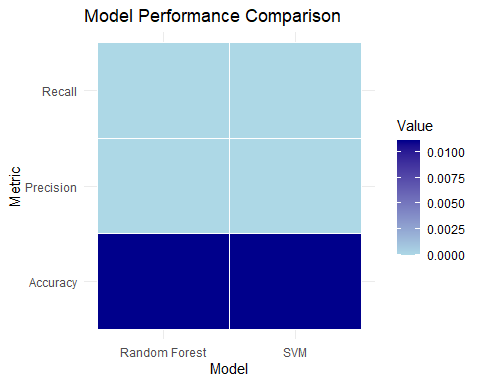 Model Performance Comparison
Recall
Precision
Accuracy
Metric
Random Forest
SVM
Model
Value
0.0100
0.0075
0.0050
0.0025
0.0000